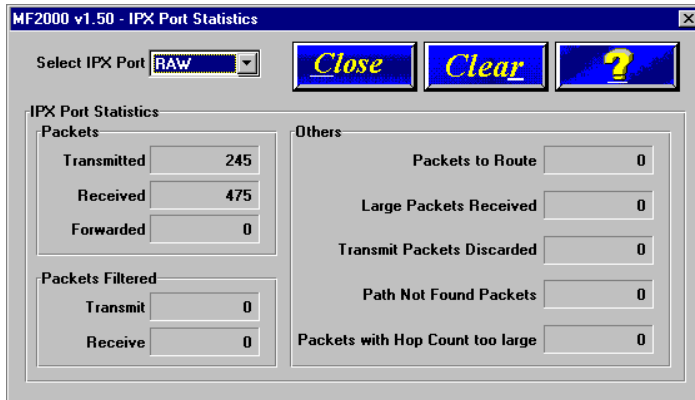 MF2000 v1.50 - IPX Port Statistics
Select IPX Port RAW
Close
Clear
?
IPX Port Statistics
Packets
Transmitted 245
Received 475
Forwarded 0
Packets Filtered
Transmit 0
Receive 0
Others
Packets to Route 0
Large Packets Received 0
Transmit Packets Discarded 0
Path Not Found Packets 0
Packets with Hop Count too large 0